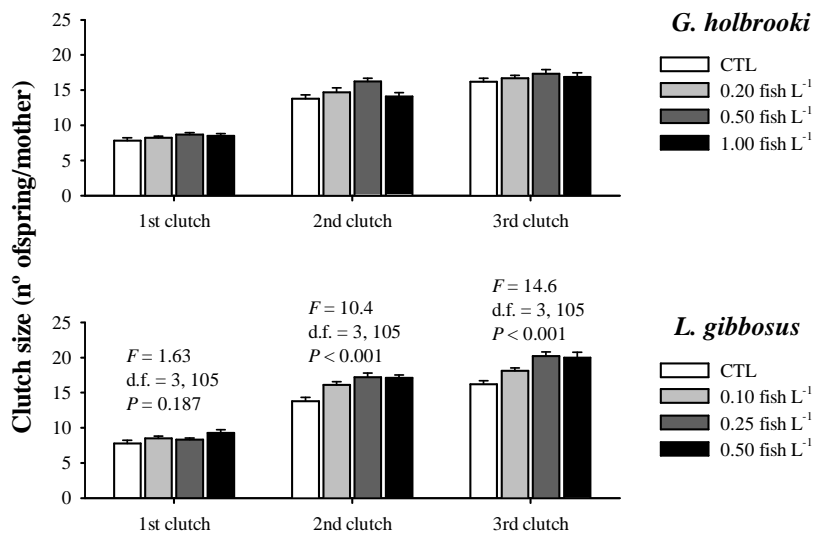 Clutch size (nº ofspring/mother)
25
20
15
10
5
0
1st clutch
2nd clutch
3rd clutch
G. holbrooki
CTL
0.20 fish L⁻¹
0.50 fish L⁻¹
1.00 fish L⁻¹
25
20
15
10
5
0
F = 1.63
d.f. = 3, 105
P = 0.187
F = 10.4
d.f. = 3, 105
P < 0.001
F = 14.6
d.f. = 3, 105
P < 0.001
1st clutch
2nd clutch
3rd clutch
L. gibbosus
CTL
0.10 fish L⁻¹
0.25 fish L⁻¹
0.50 fish L⁻¹